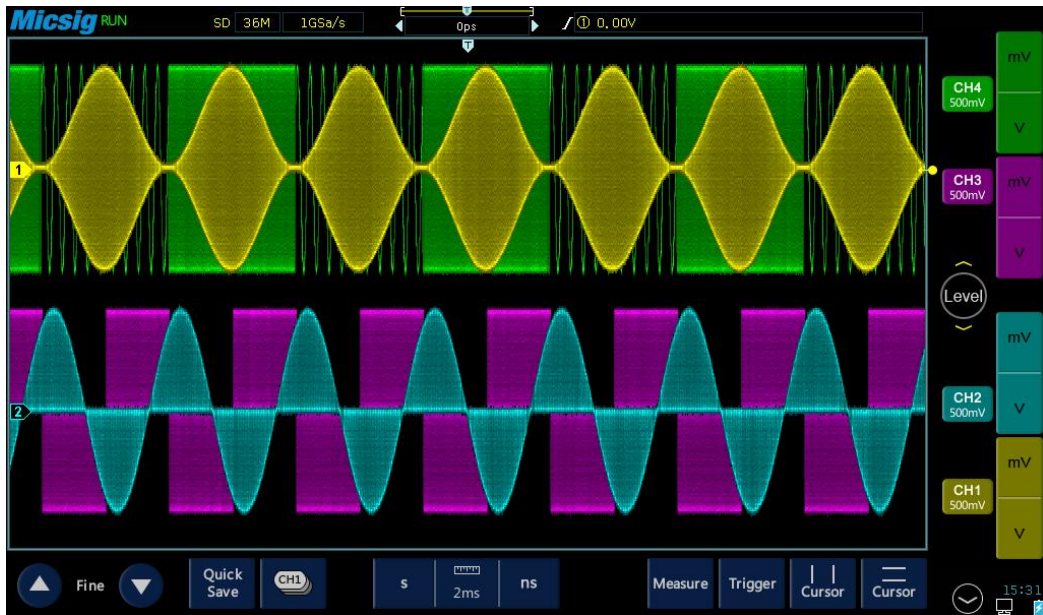 Micsig RUN SD 36M 1GSa/s 0ps ① 0.00V
T
T
mV
CH4
500mV
V
1
CH3
500mV
mV
V
Level
mV
2
CH2
500mV
V
mV
CH1
500mV
V
Fine
Quick
Save
CH1
s
2ms
ns
Measure
Trigger
Cursor
Cursor
15:31